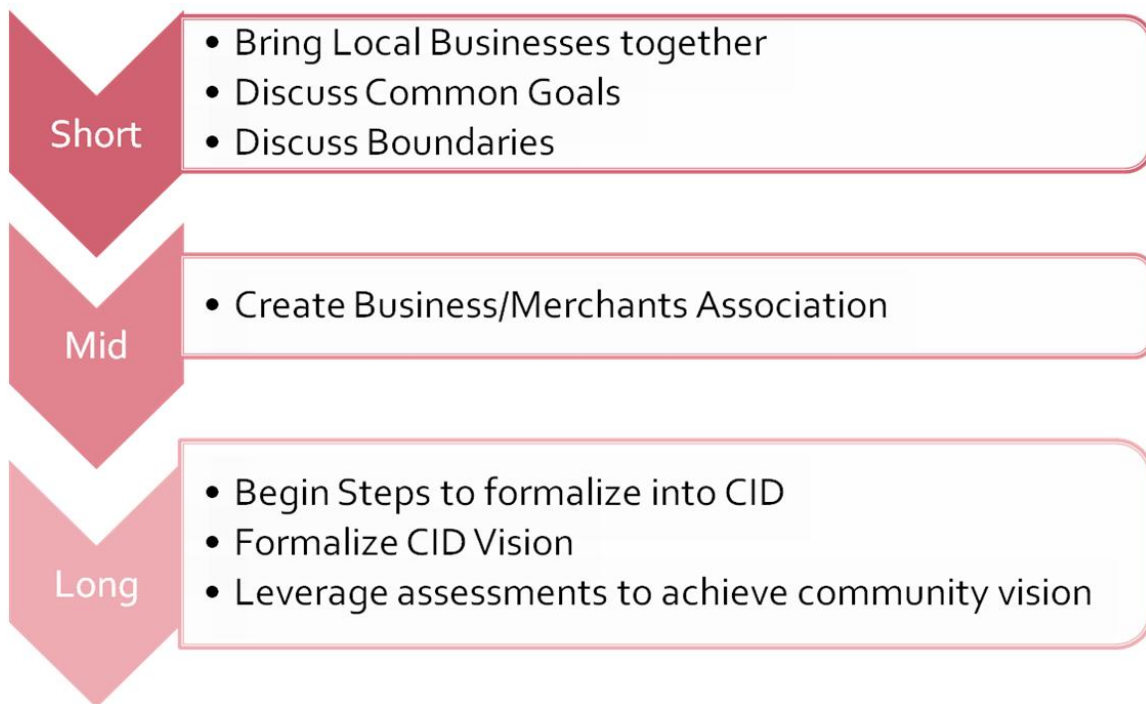 Short
• Bring Local Businesses together
• Discuss Common Goals
• Discuss Boundaries
Mid
• Create Business/Merchants Association
Long
• Begin Steps to formalize into CID
• Formalize CID Vision
• Leverage assessments to achieve community vision